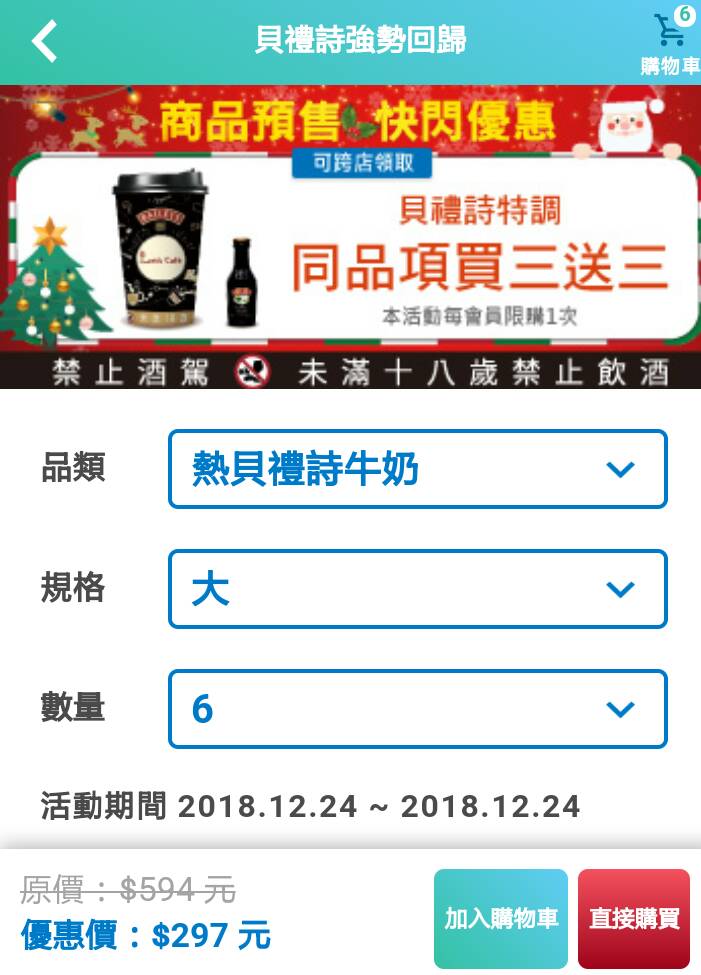 貝禮詩強勢回歸
6
購物車
商品預售 快閃優惠
可跨店領取
貝禮詩特調
同品項買三送三
本活動每會員限購1次
BAILEYS
Let's Café
禁止酒駕 未滿十八歲禁止飲酒
品類 熱貝禮詩牛奶
規格 大
數量 6
活動期間 2018.12.24 ~ 2018.12.24
原價：$594 元
優惠價：$297 元
加入購物車 直接購買